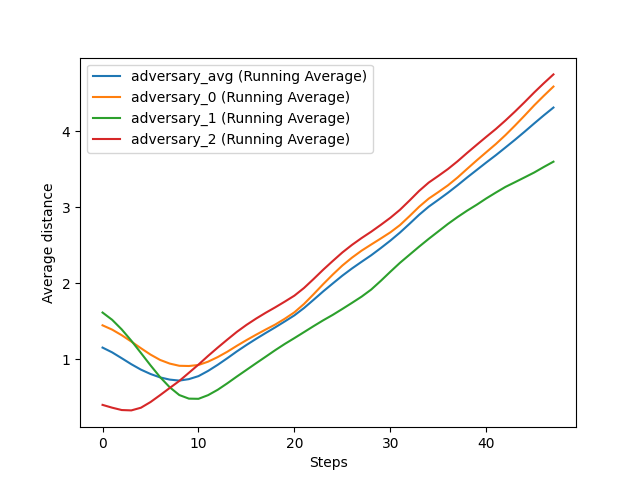 adversary_avg (Running Average)
adversary_0 (Running Average)
adversary_1 (Running Average)
adversary_2 (Running Average)
Average distance
4
3
2
1
0 10 20 30 40
Steps